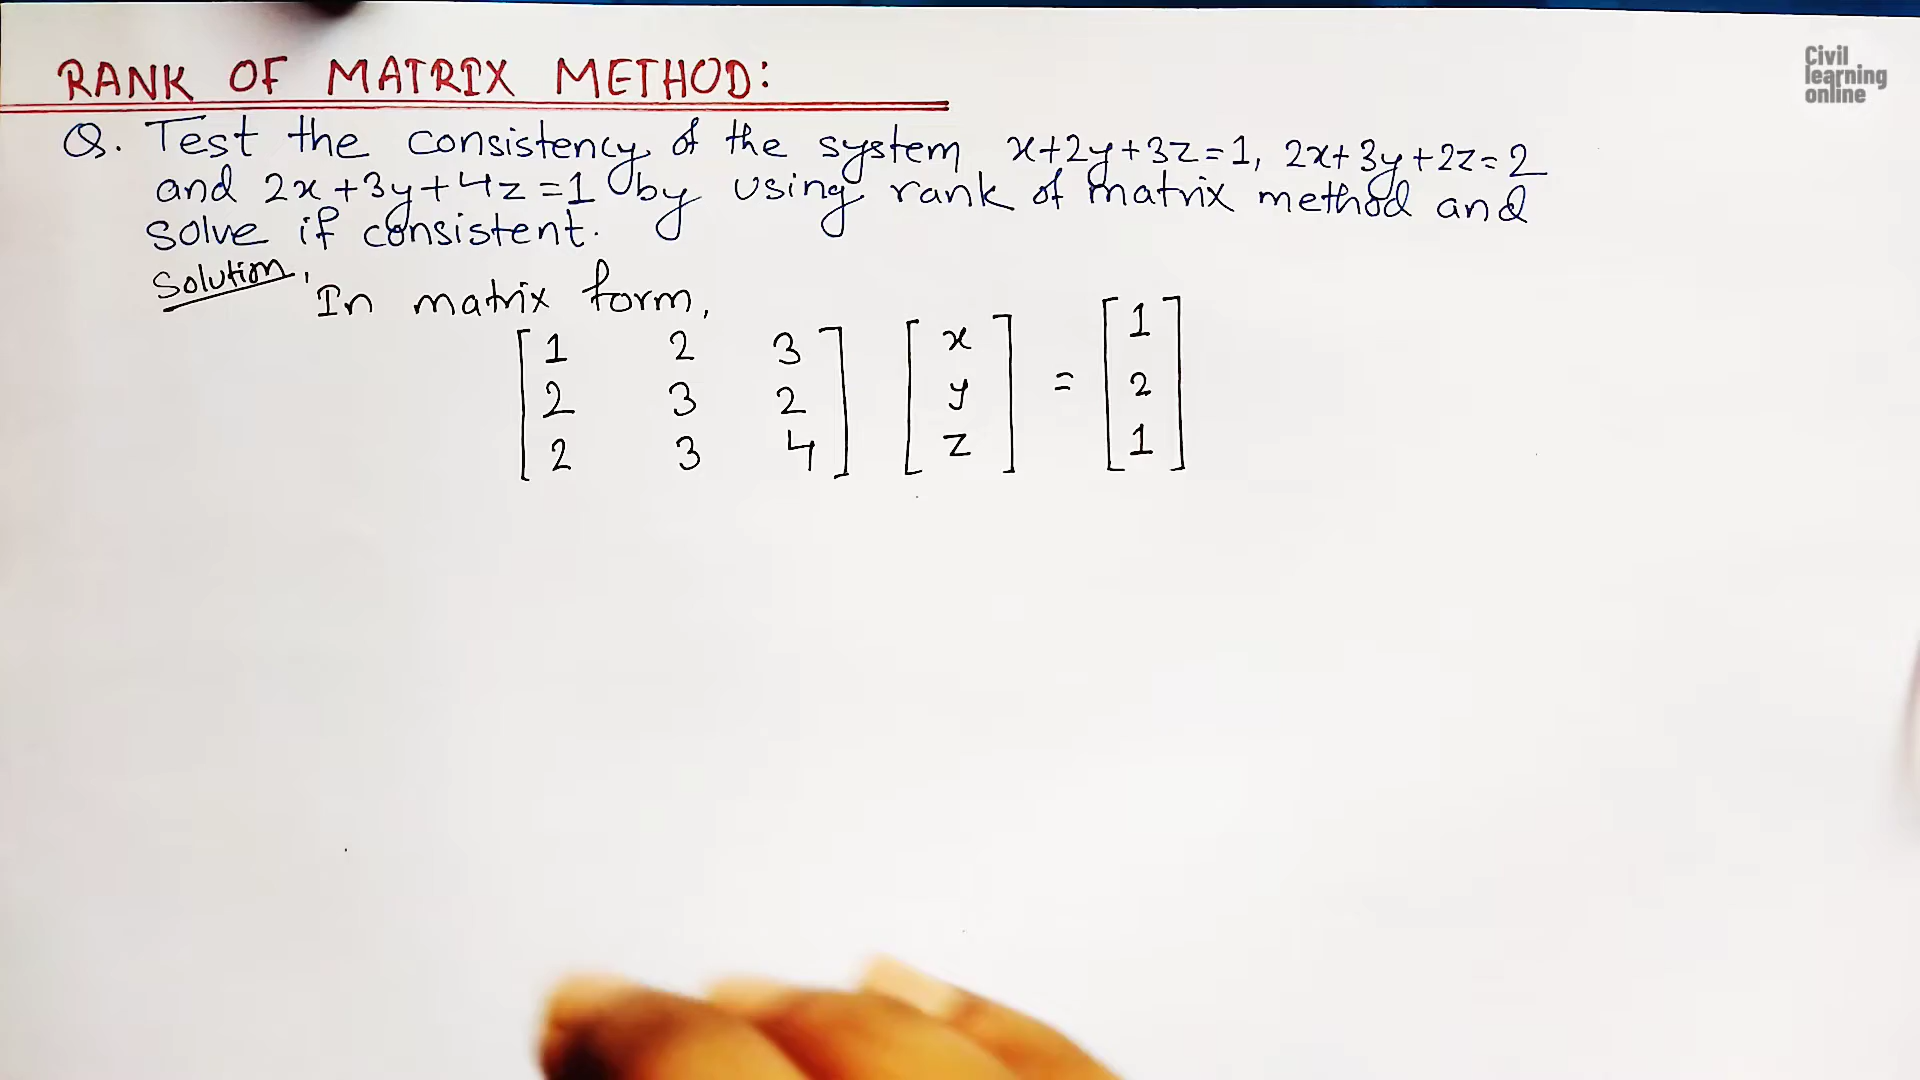 RANK OF MATRIX METHOD:
Civil
learning
online
Q. Test the consistency of the system x+2y+3z=1, 2x+3y+2z=2
and 2x+3y+4z=1 by using rank of matrix method and
solve if consistent.
Solution,
In matrix form,
[1 2 3] [x] = [1]
[2 3 2] [y] [2]
[2 3 4] [z] [1]